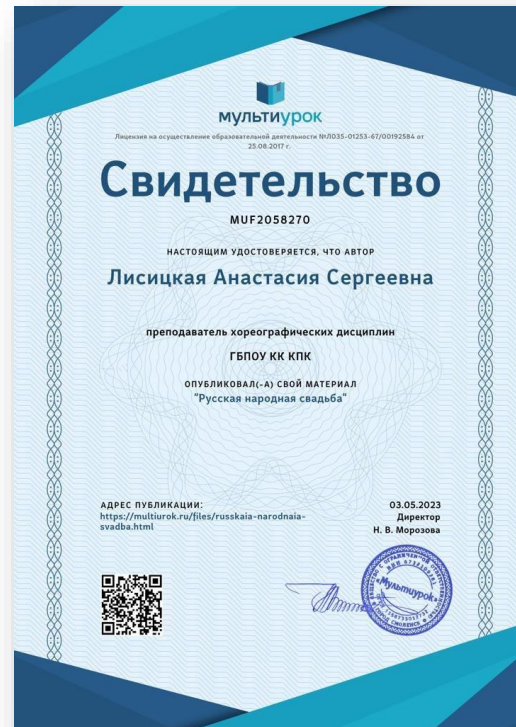 мультиурок
Лицензия на осуществление образовательной деятельности №Л035-01253-67/00192584 от
25.08.2017 г.
Свидетельство
MUF2058270
НАСТОЯЩИМ УДОСТОВЕРЯЕТСЯ, ЧТО АВТОР
Лисицкая Анастасия Сергеевна
преподаватель хореографических дисциплин
ГБПОУ КК КПК
ОПУБЛИКОВАЛ(-А) СВОЙ МАТЕРИАЛ
"Русская народная свадьба"
АДРЕС ПУБЛИКАЦИИ:
https://multiurok.ru/files/russkaia-narodnaia-
svadba.html
03.05.2023
Директор
Н. В. Морозова
«Мультиурок»